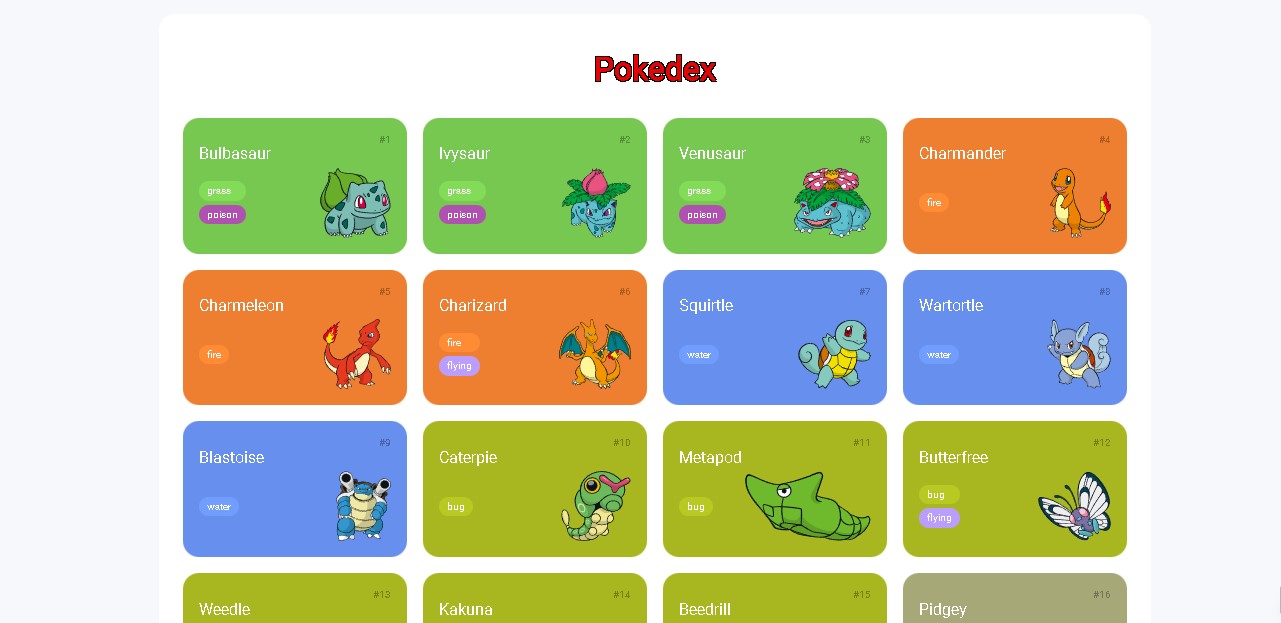 Pokedex
#1
Bulbasaur
grass
poison
#2
Ivysaur
grass
poison
#3
Venusaur
grass
poison
#4
Charmander
fire
#5
Charmeleon
fire
#6
Charizard
fire
flying
#7
Squirtle
water
#8
Wartortle
water
#9
Blastoise
water
#10
Caterpie
bug
#11
Metapod
bug
#12
Butterfree
bug
flying
#13
Weedle
#14
Kakuna
#15
Beedrill
#16
Pidgey